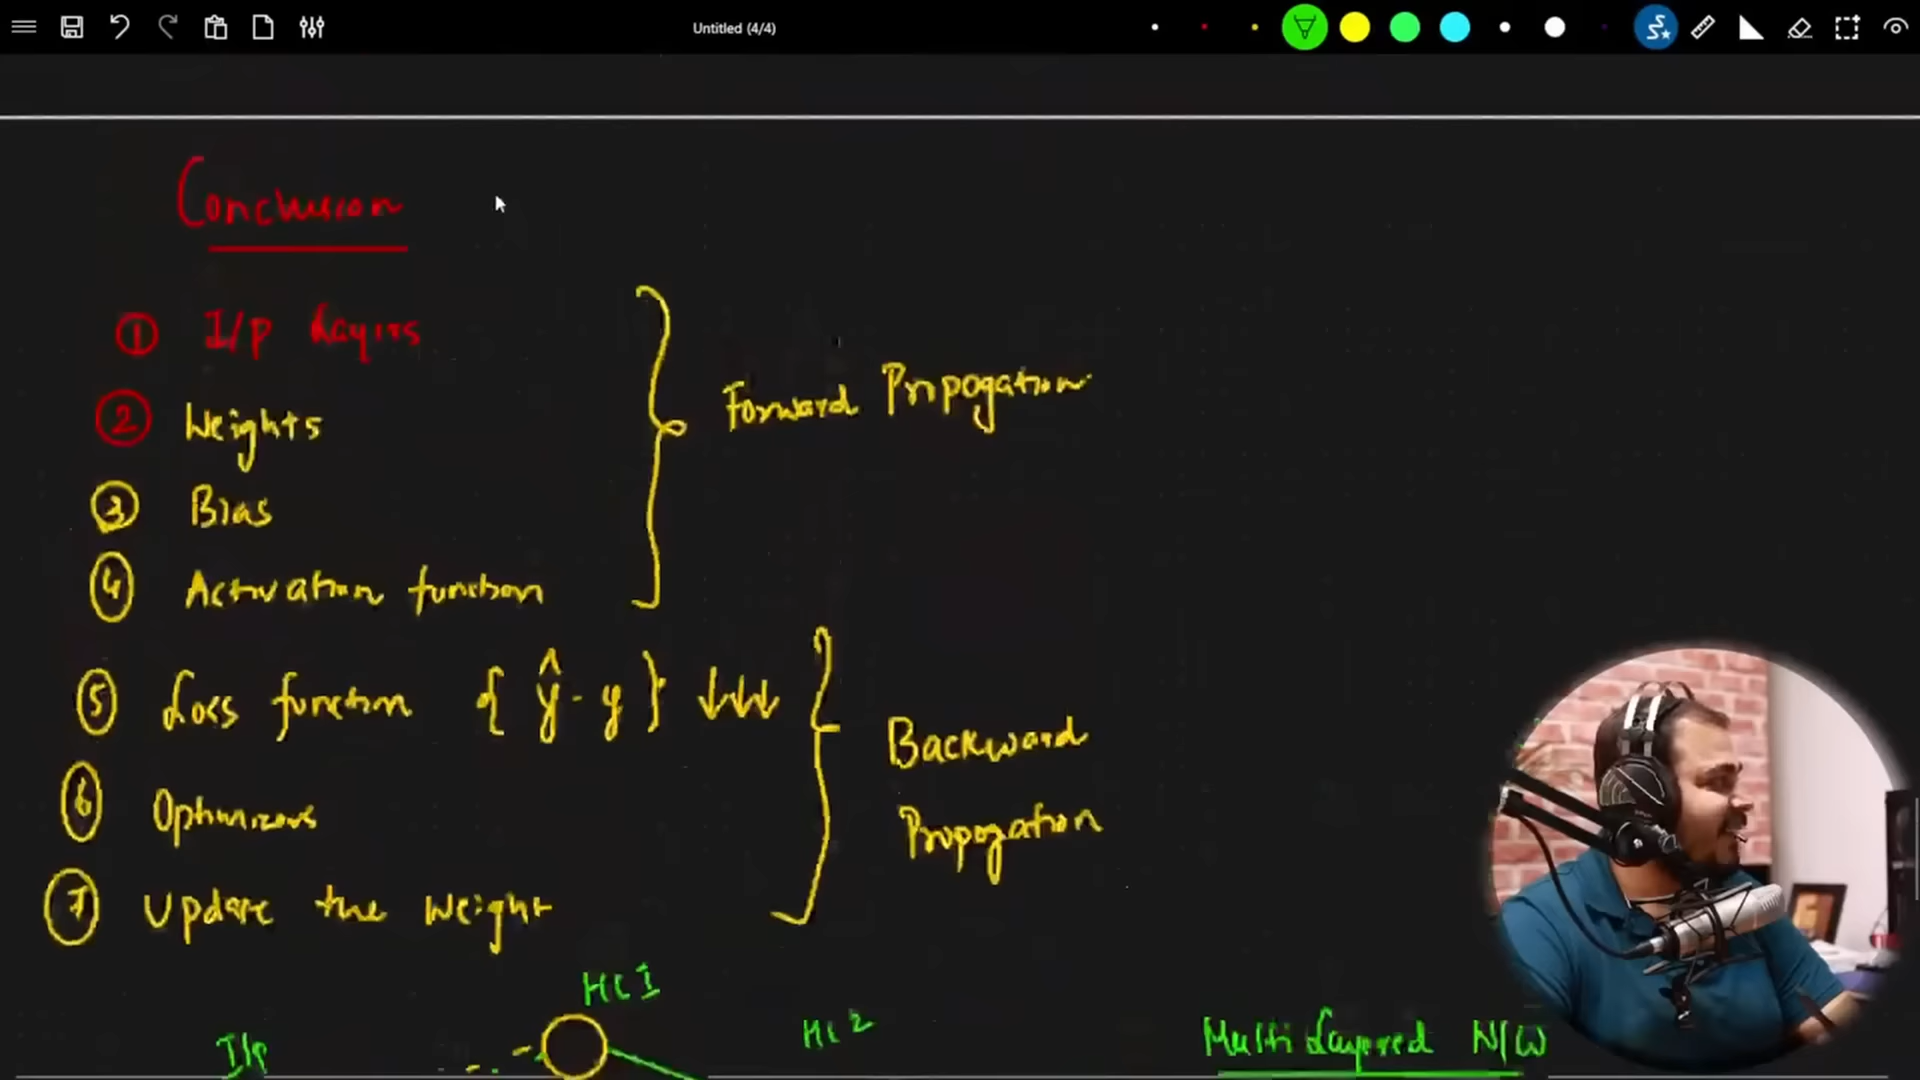 Untitled (4/4)
Conclusion
① I/p Layers
② Weights
③ Bias
④ Activation function
Forward Propogation
⑤ Loss function { ŷ - y } ↓↓↓
⑥ Optimizers
⑦ Update the weight
Backward
Propogation
HL1
HL2
I/p
Multi Layered N/W